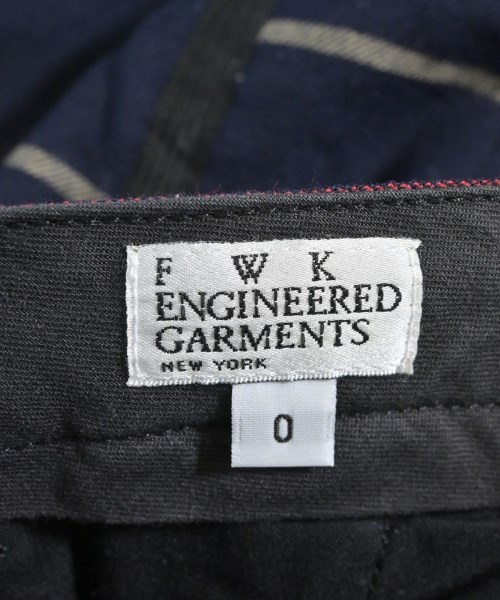 F W K
ENGINEERED
GARMENTS
NEW YORK
0